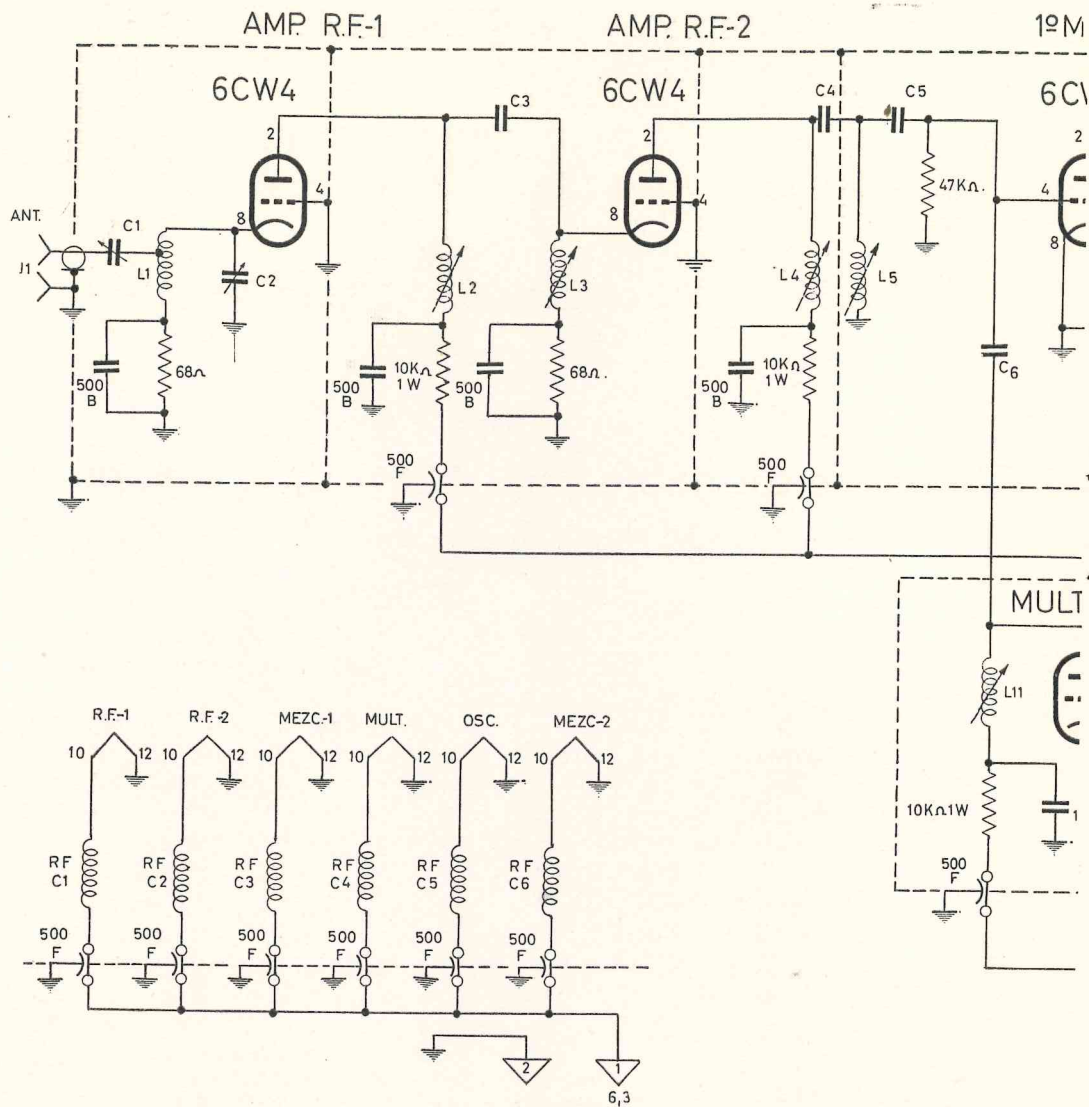 AMP. R.F.-1
AMP. R.F.-2
1º M
6CW4
6CW4
6C
C3
C4
C5
2
2
2
4
4
4
8
8
8
47KΩ.
ANT.
J1
C1
L1
C2
L2
L3
L4
L5
C6
500
B
68Ω
500
B
10KΩ
1W
500
B
68Ω.
500
B
10KΩ
1W
500
F
500
F
MULT
L11
10KΩ1W
1
500
F
R.F.-1
R.F.-2
MEZC.-1
MULT.
OSC.
MEZC-2
10 12
10 12
10 12
10 12
10 12
10 12
RF
C1
RF
C2
RF
C3
RF
C4
RF
C5
RF
C6
500
F
500
F
500
F
500
F
500
F
500
F
2
1
6,3